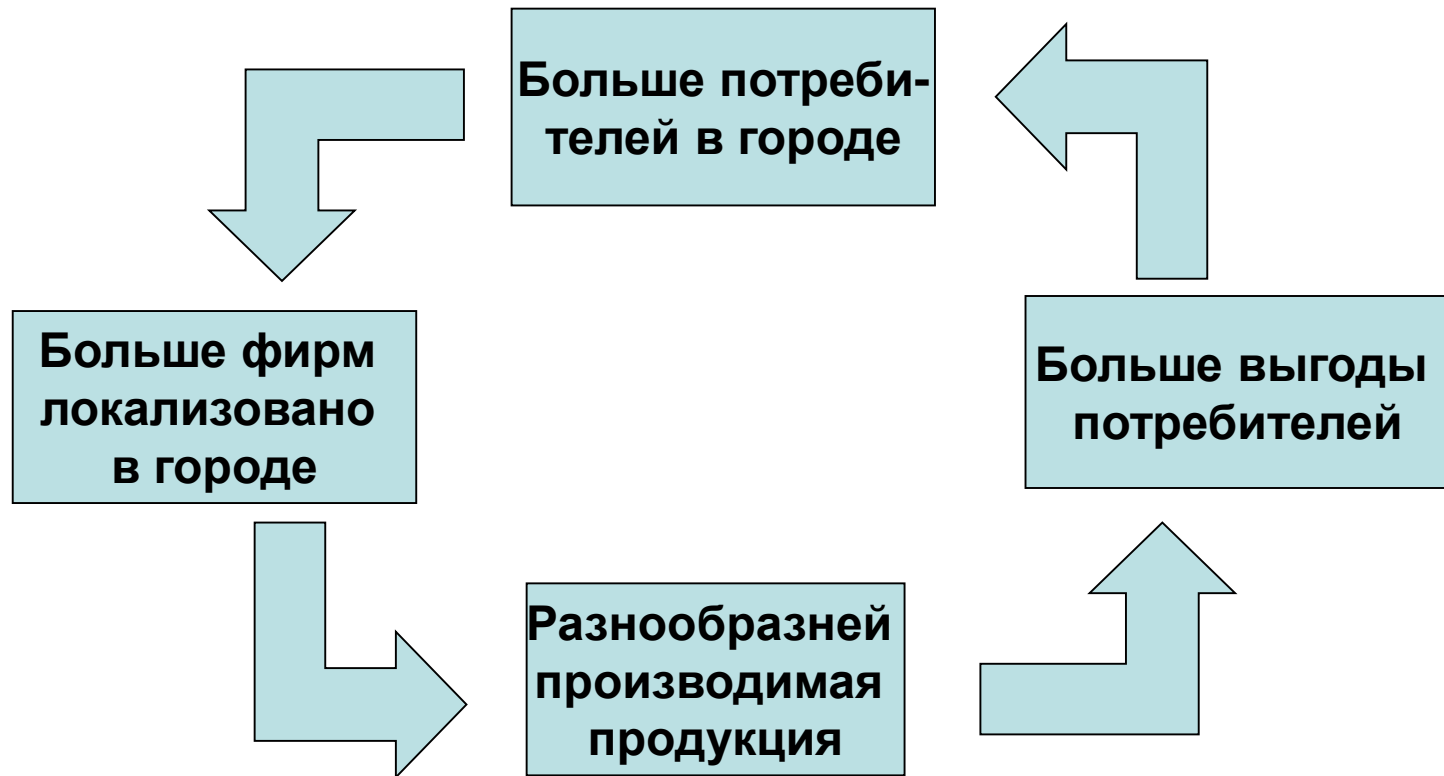 Больше потреби-
телей в городе
Больше фирм
локализовано
в городе
Больше выгоды
потребителей
Разнообразней
производимая
продукция